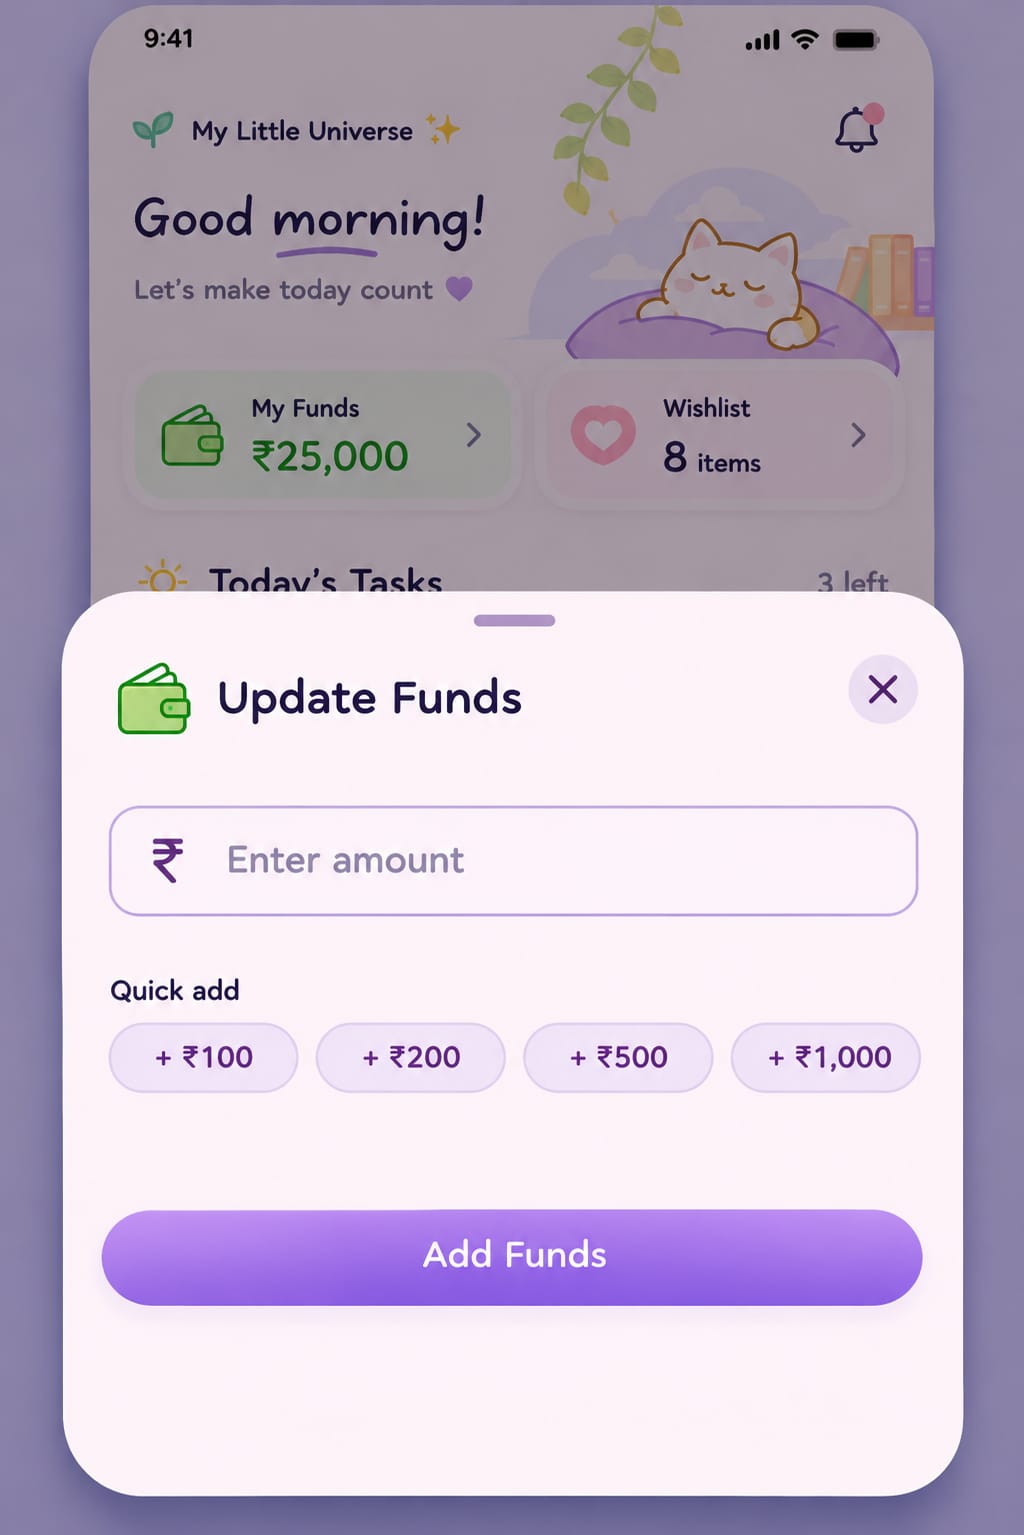 9:41
My Little Universe
Good morning!
Let's make today count
My Funds
₹25,000
Wishlist
8 items
Today's Tasks
3 left
Update Funds
₹ Enter amount
Quick add
+ ₹100
+ ₹200
+ ₹500
+ ₹1,000
Add Funds